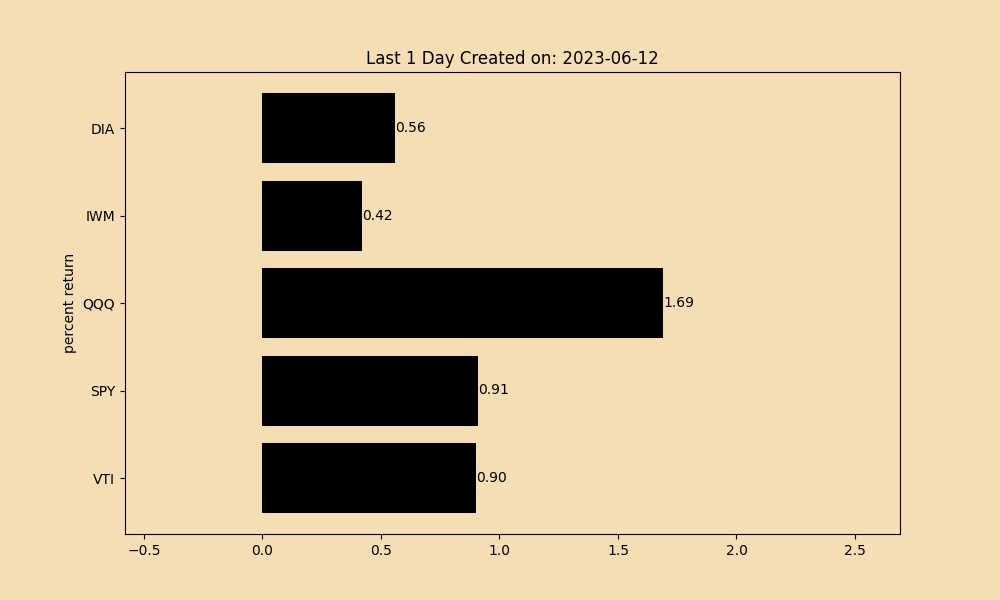 Last 1 Day Created on: 2023-06-12
percent return
DIA
0.56
IWM
0.42
QQQ
1.69
SPY
0.91
VTI
0.90
−0.5 0.0 0.5 1.0 1.5 2.0 2.5